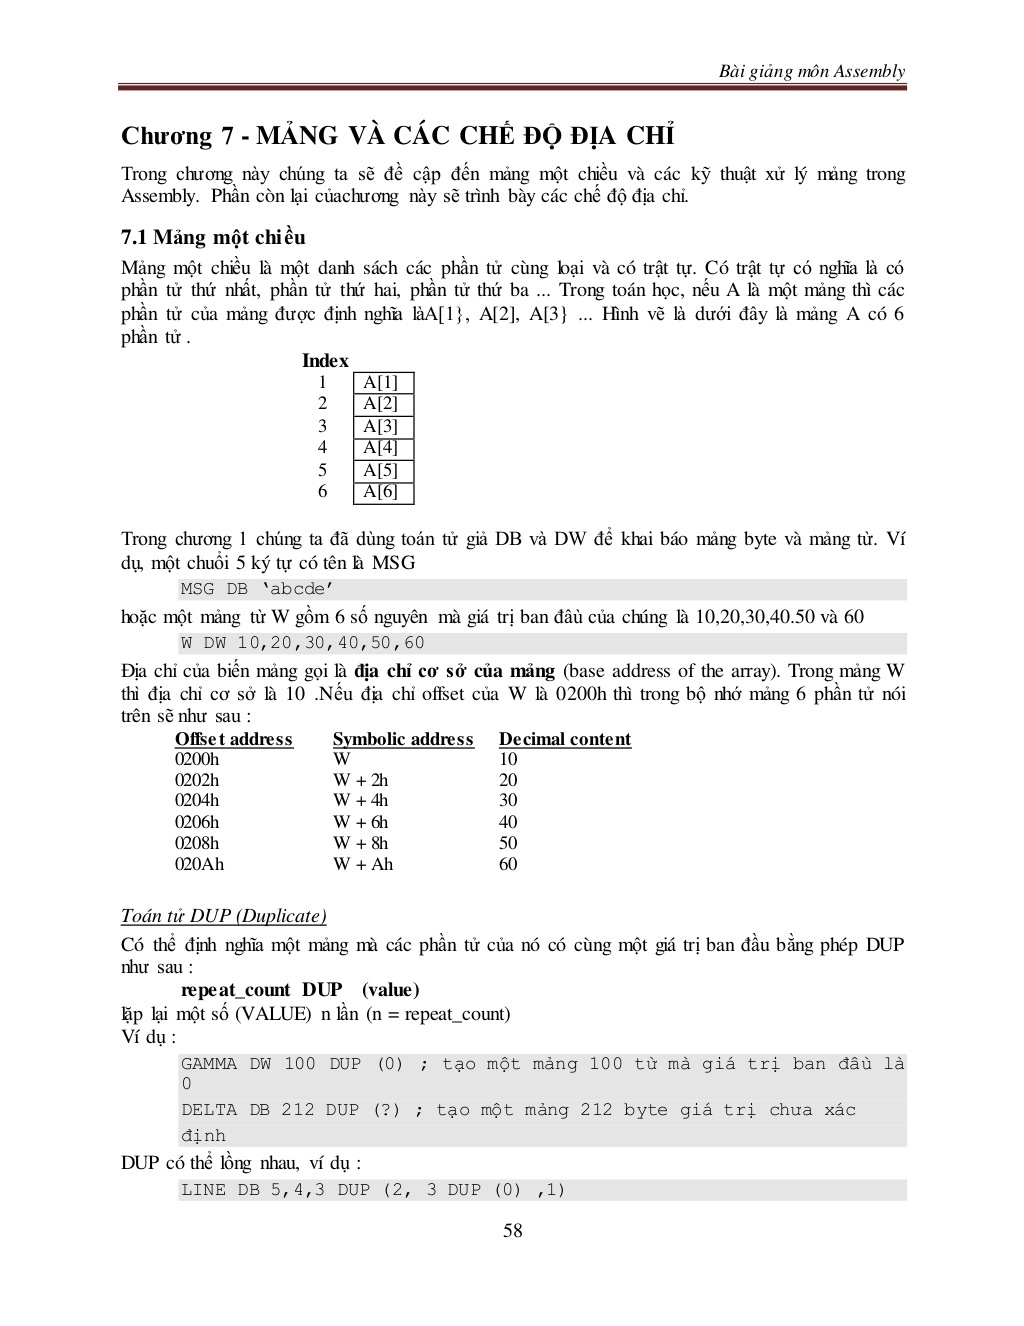 Bài giảng môn Assembly
Chương 7 - MẢNG VÀ CÁC CHẾ ĐỘ ĐỊA CHỈ
Trong chương này chúng ta sẽ đề cập đến mảng một chiều và các kỹ thuật xử lý mảng trong
Assembly. Phần còn lại củachương này sẽ trình bày các chế độ địa chỉ.
7.1 Mảng một chiều
Mảng một chiều là một danh sách các phần tử cùng loại và có trật tự. Có trật tự có nghĩa là có
phần tử thứ nhất, phần tử thứ hai, phần tử thứ ba ... Trong toán học, nếu A là một mảng thì các
phần tử của mảng được định nghĩa làA[1}, A[2], A[3} ... Hình vẽ là dưới đây là mảng A có 6
phần tử .
Index
1 A[1]
2 A[2]
3 A[3]
4 A[4]
5 A[5]
6 A[6]
Trong chương 1 chúng ta đã dùng toán tử giả DB và DW để khai báo mảng byte và mảng từ. Ví
dụ, một chuổi 5 ký tự có tên là MSG
MSG DB ‘abcde’
hoặc một mảng từ W gồm 6 số nguyên mà giá trị ban đâù của chúng là 10,20,30,40.50 và 60
W DW 10,20,30,40,50,60
Địa chỉ của biến mảng gọi là địa chỉ cơ sở của mảng (base address of the array). Trong mảng W
thì địa chỉ cơ sở là 10 .Nếu địa chỉ offset của W là 0200h thì trong bộ nhớ mảng 6 phần tử nói
trên sẽ như sau :
Offset address Symbolic address Decimal content
0200h W 10
0202h W + 2h 20
0204h W + 4h 30
0206h W + 6h 40
0208h W + 8h 50
020Ah W + Ah 60
Toán tử DUP (Duplicate)
Có thể định nghĩa một mảng mà các phần tử của nó có cùng một giá trị ban đầu bằng phép DUP
như sau :
repeat_count DUP (value)
lặp lại một số (VALUE) n lần (n = repeat_count)
Ví dụ :
GAMMA DW 100 DUP (0) ; tạo một mảng 100 từ mà giá trị ban đâù là
0
DELTA DB 212 DUP (?) ; tạo một mảng 212 byte giá trị chưa xác
định
DUP có thể lồng nhau, ví dụ :
LINE DB 5,4,3 DUP (2, 3 DUP (0) ,1)
58